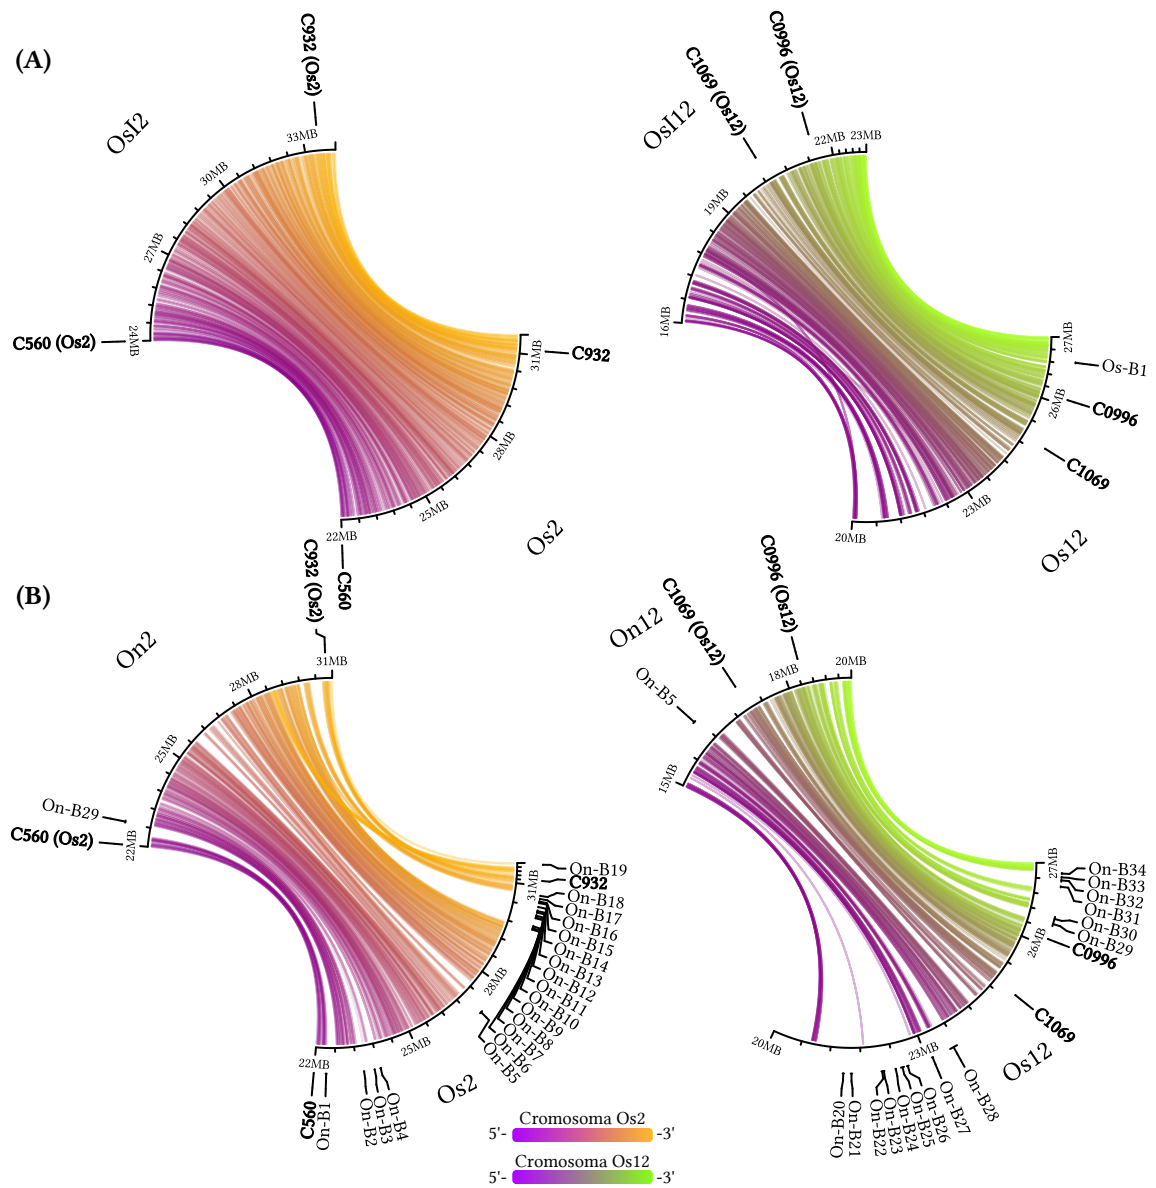 (A)
OsI2
C932 (Os2)
33MB
30MB
27MB
24MB
C560 (Os2)
31MB
C932
28MB
25MB
22MB
C560
Os2
OsI12
C1069 (Os12)
C0996 (Os12)
22MB
23MB
19MB
16MB
27MB
Os-B1
26MB
C0996
C1069
23MB
20MB
Os12
(B)
On2
C932 (Os2)
31MB
28MB
25MB
On-B29
C560 (Os2)
22MB
On-B19
C932
31MB
On-B18
On-B17
On-B16
On-B15
On-B14
On-B13
On-B12
On-B11
On-B10
On-B9
On-B8
On-B7
On-B6
On-B5
28MB
25MB
22MB
Os2
C560
On-B1
On-B2
On-B3
On-B4
On12
C1069 (Os12)
C0996 (Os12)
On-B5
18MB
20MB
15MB
27MB
On-B34
On-B33
On-B32
On-B31
On-B30
On-B29
26MB
C0996
C1069
Os12
20MB
23MB
On-B20
On-B21
On-B22
On-B23
On-B24
On-B25
On-B26
On-B27
On-B28
Cromosoma Os2
5'- -3'
Cromosoma Os12
5'- -3'